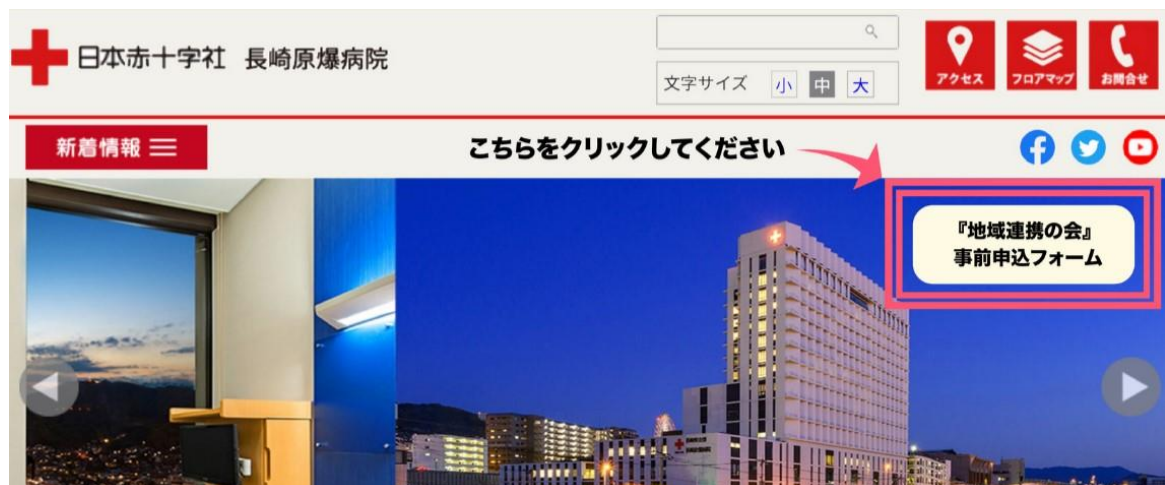 日本赤十字社 長崎原爆病院
文字サイズ 小 中 大
アクセス
フロアマップ
お問合せ
新着情報
こちらをクリックしてください
『地域連携の会』
事前申込フォーム